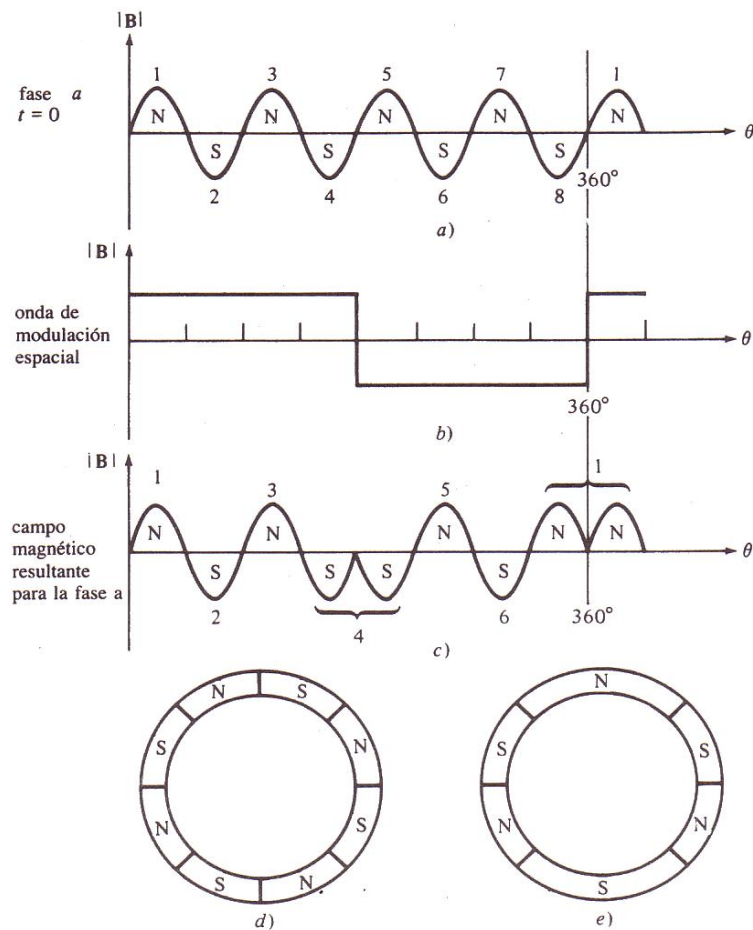 |B|
1 3 5 7 1
fase a
t = 0
N N N N N
θ
S S S S
360°
2 4 6 8
a)
|B|
onda de
modulación
espacial
θ
360°
b)
|B|
1 3 5 1
campo
magnético
resultante
para la fase a
N N N N N
θ
S S S S
2 4 6 360°
c)
N S
S N
N S
S N
d)
N
S S
N N
S
e)